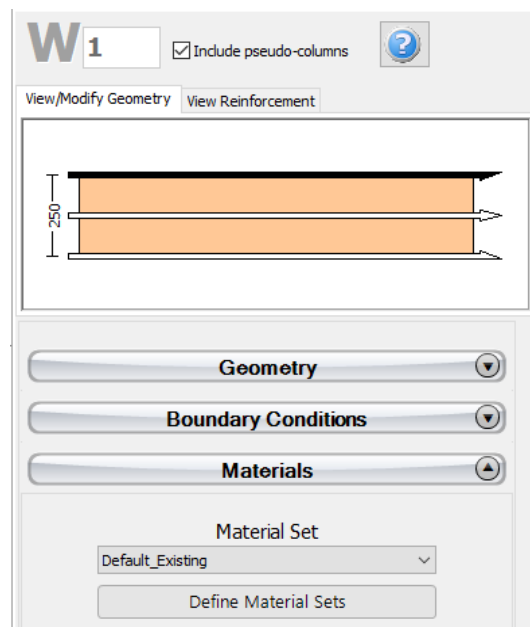 W 1 Include pseudo-columns
View/Modify Geometry View Reinforcement
250
Geometry
Boundary Conditions
Materials
Material Set
Default_Existing
Define Material Sets